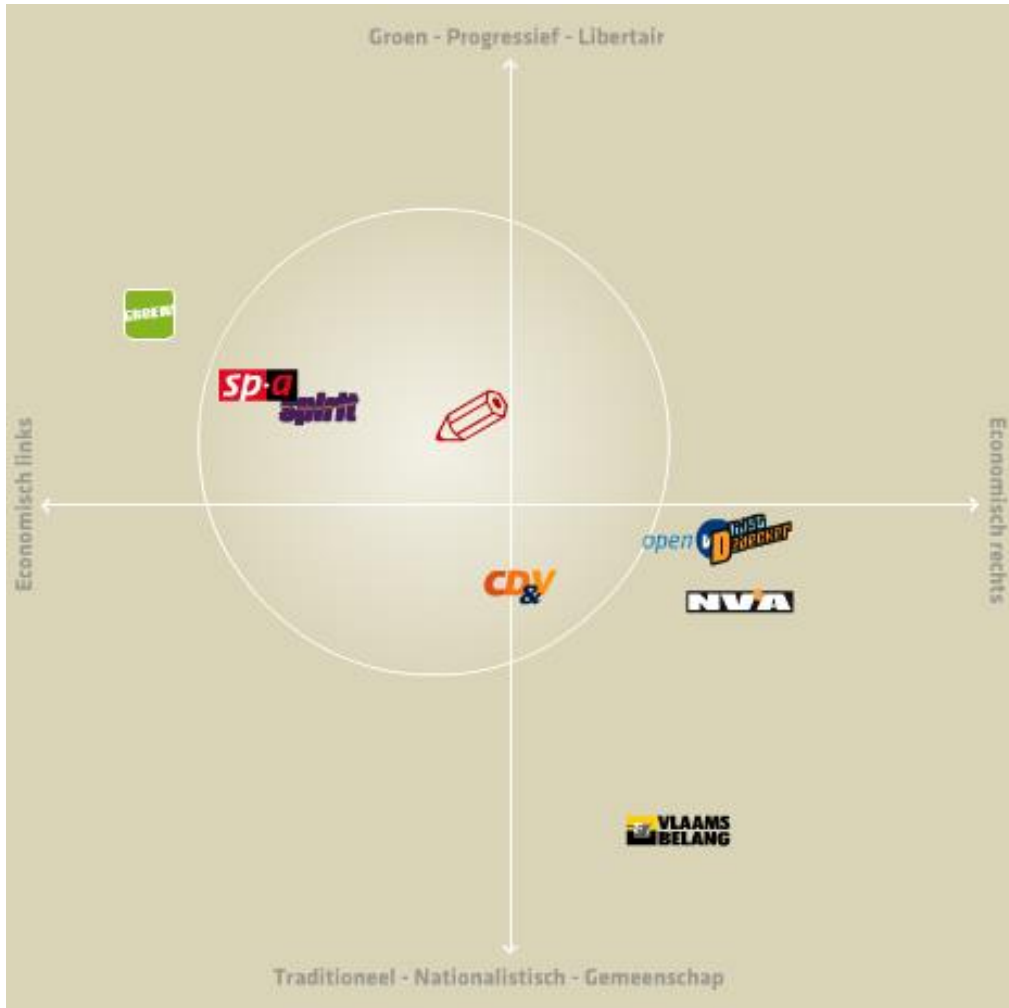 Groen - Progressief - Libertair
GROEN!
sp·a
spirit
Economisch links
Economisch rechts
open
lijst
Dedecker
CD&V
N-VA
VLAAMS
BELANG
Traditioneel - Nationalistisch - Gemeenschap